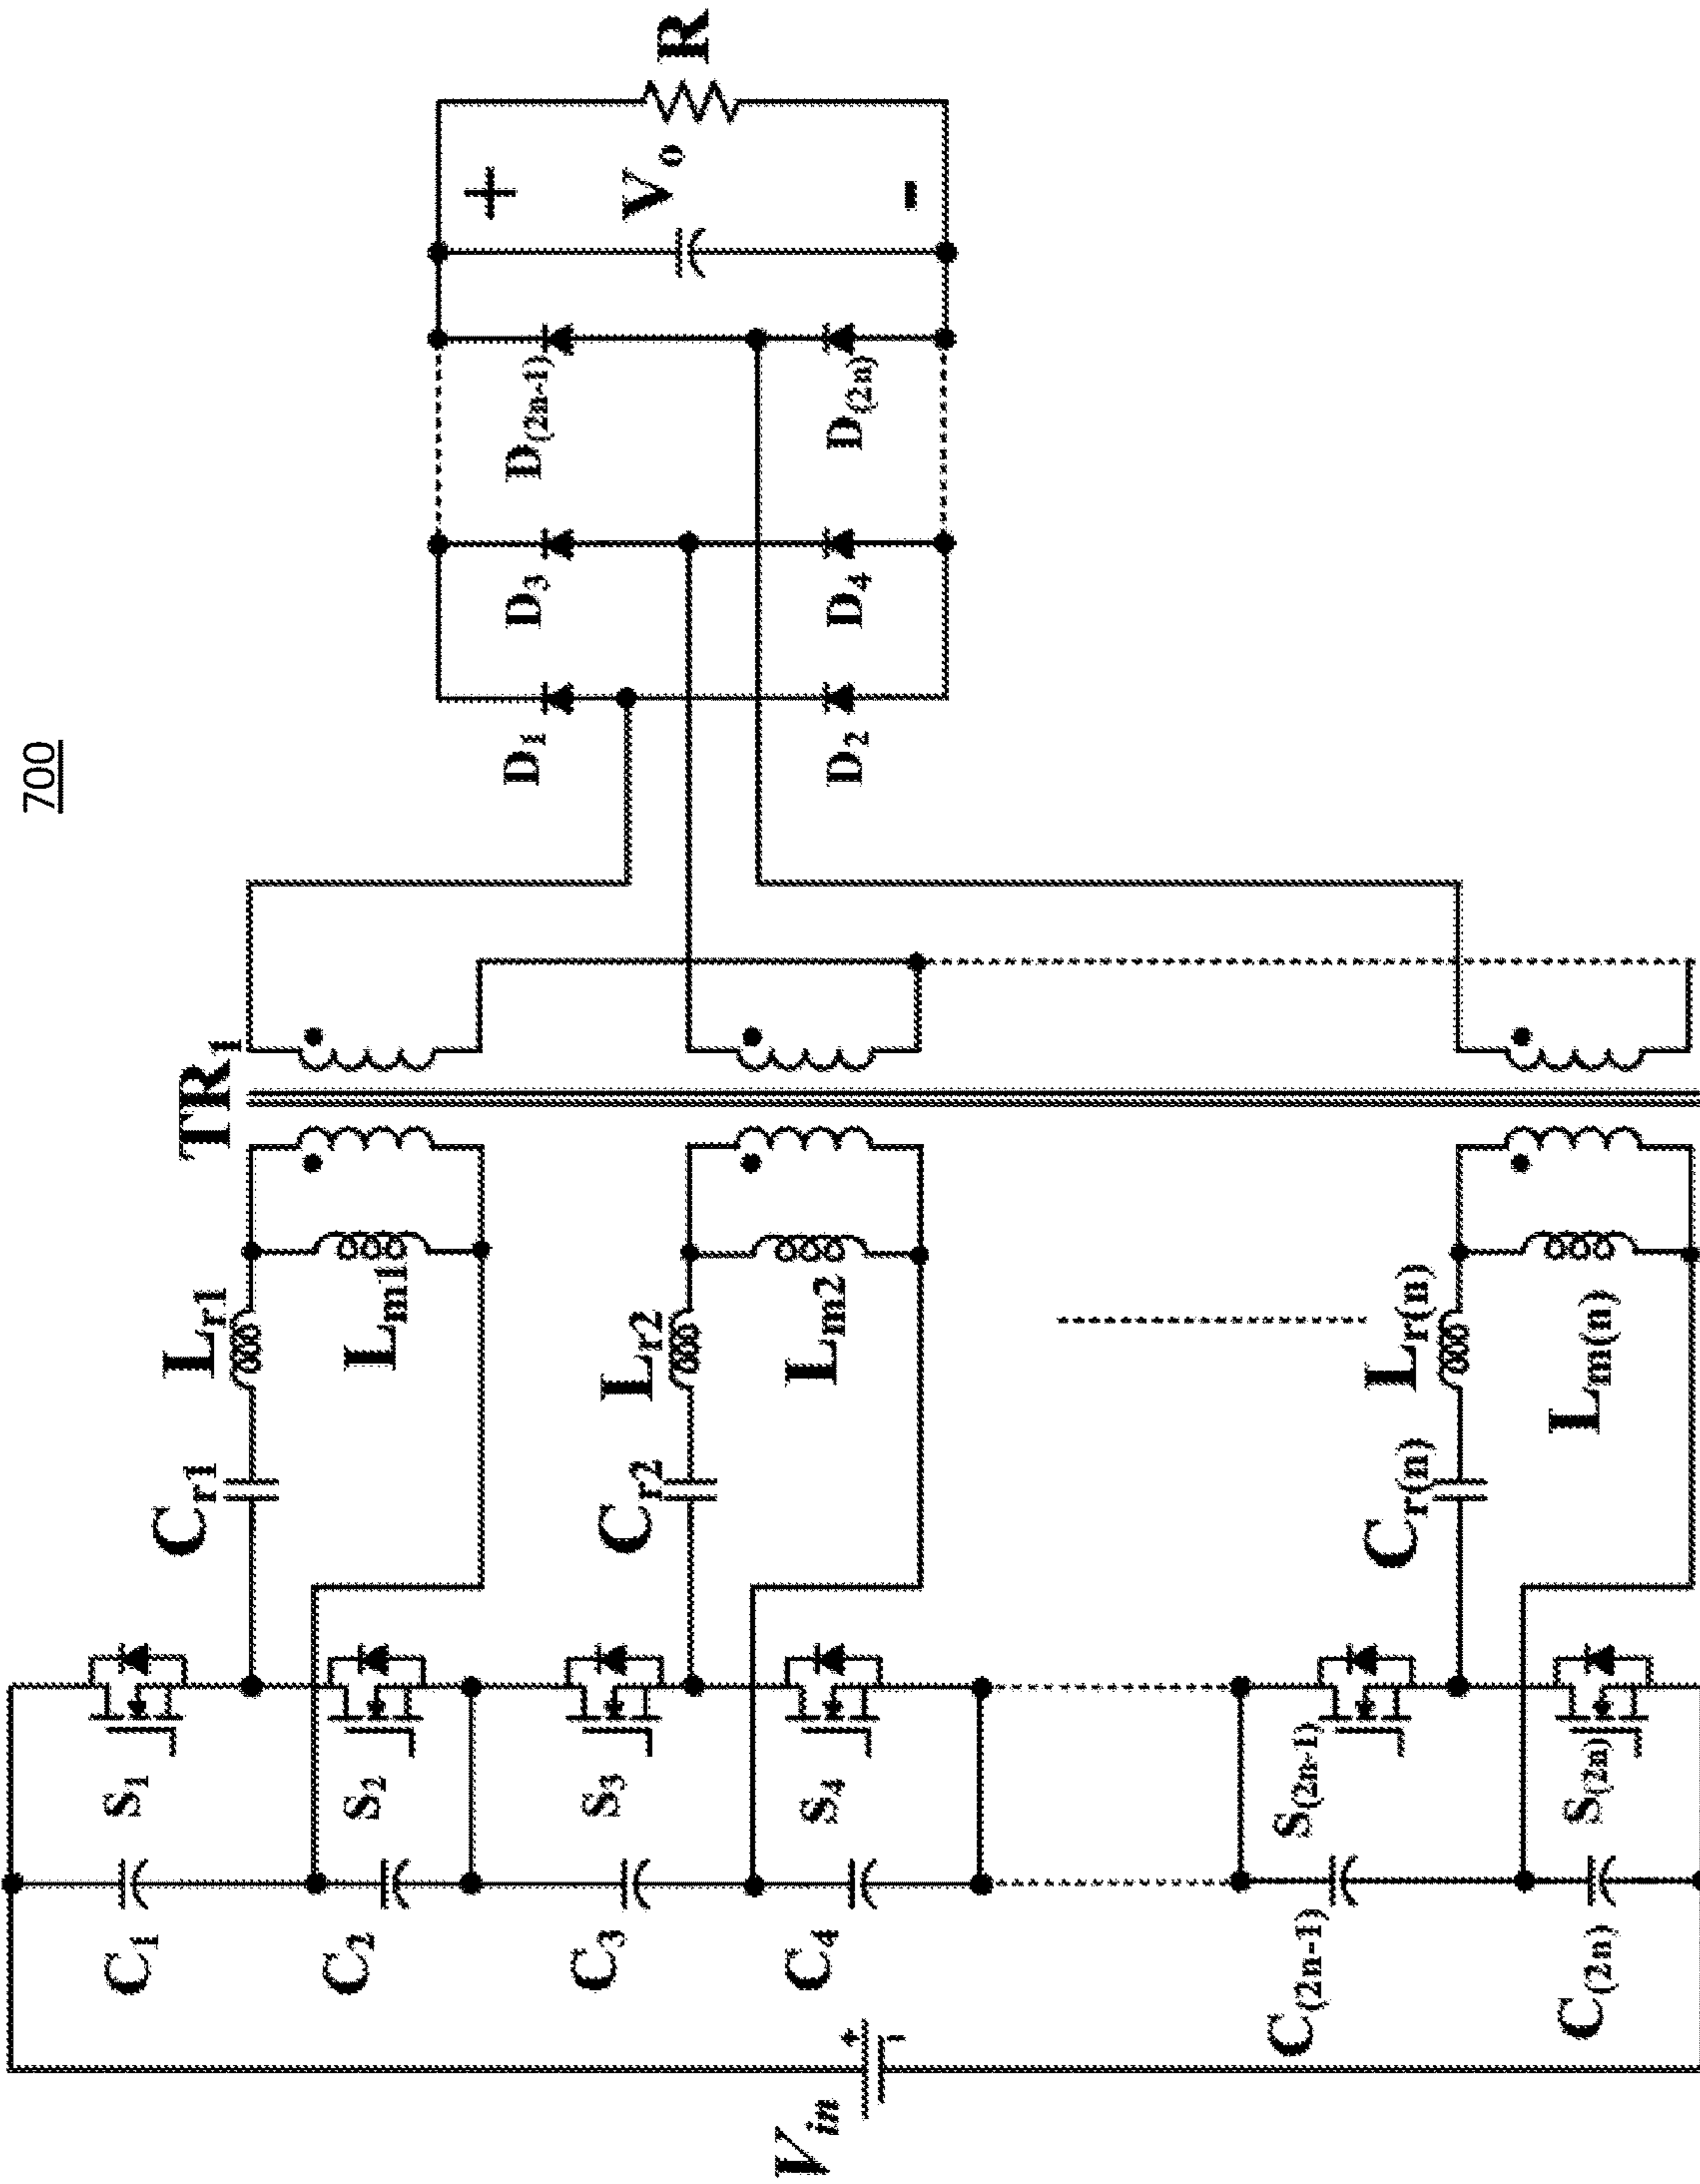 700
TR1
R
+
Vo
-
D1
D3
D(2n-1)
D2
D4
D(2n)
Lr1
Lm1
Cr1
Lr2
Lm2
Cr2
Lr(n)
Lm(n)
Cr(n)
S1
S2
S3
S4
S(2n-1)
S(2n)
C1
C2
C3
C4
C(2n-1)
C(2n)
+
-
Vin